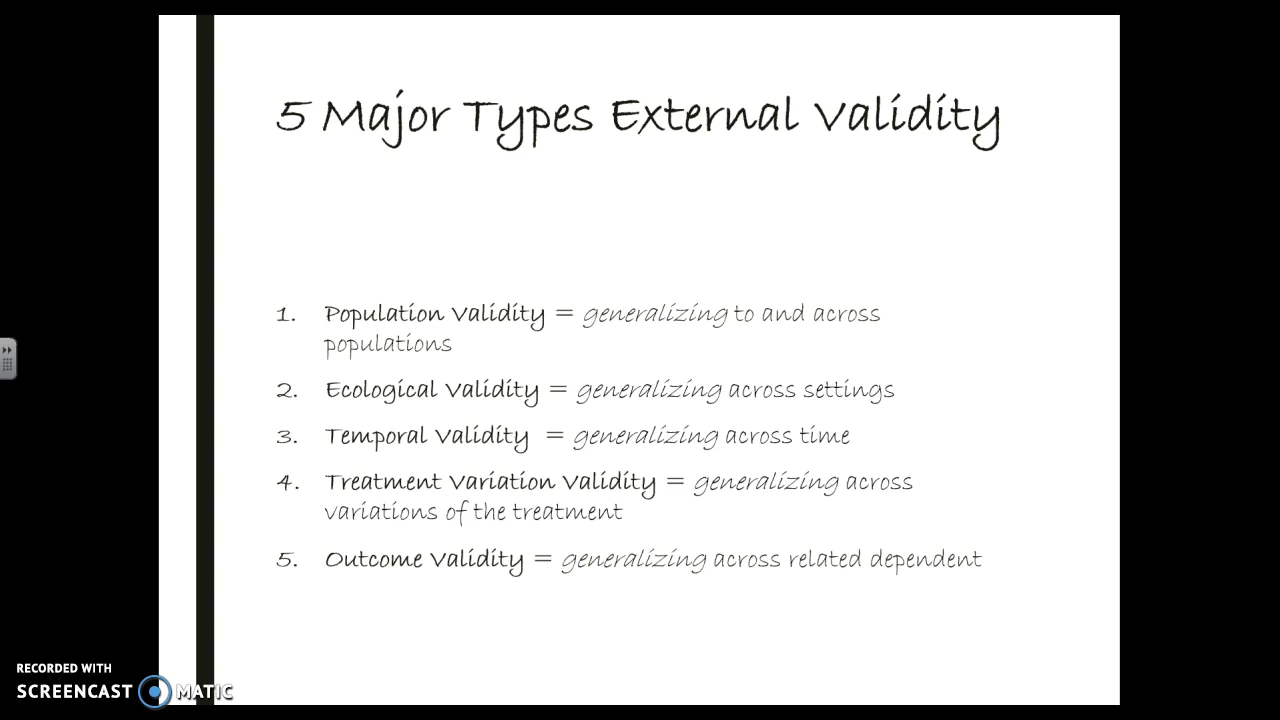 5 Major Types External Validity
1. Population Validity = generalizing to and across
populations
2. Ecological Validity = generalizing across settings
3. Temporal Validity = generalizing across time
4. Treatment Variation Validity = generalizing across
variations of the treatment
5. Outcome Validity = generalizing across related dependent
RECORDED WITH
SCREENCAST MATIC